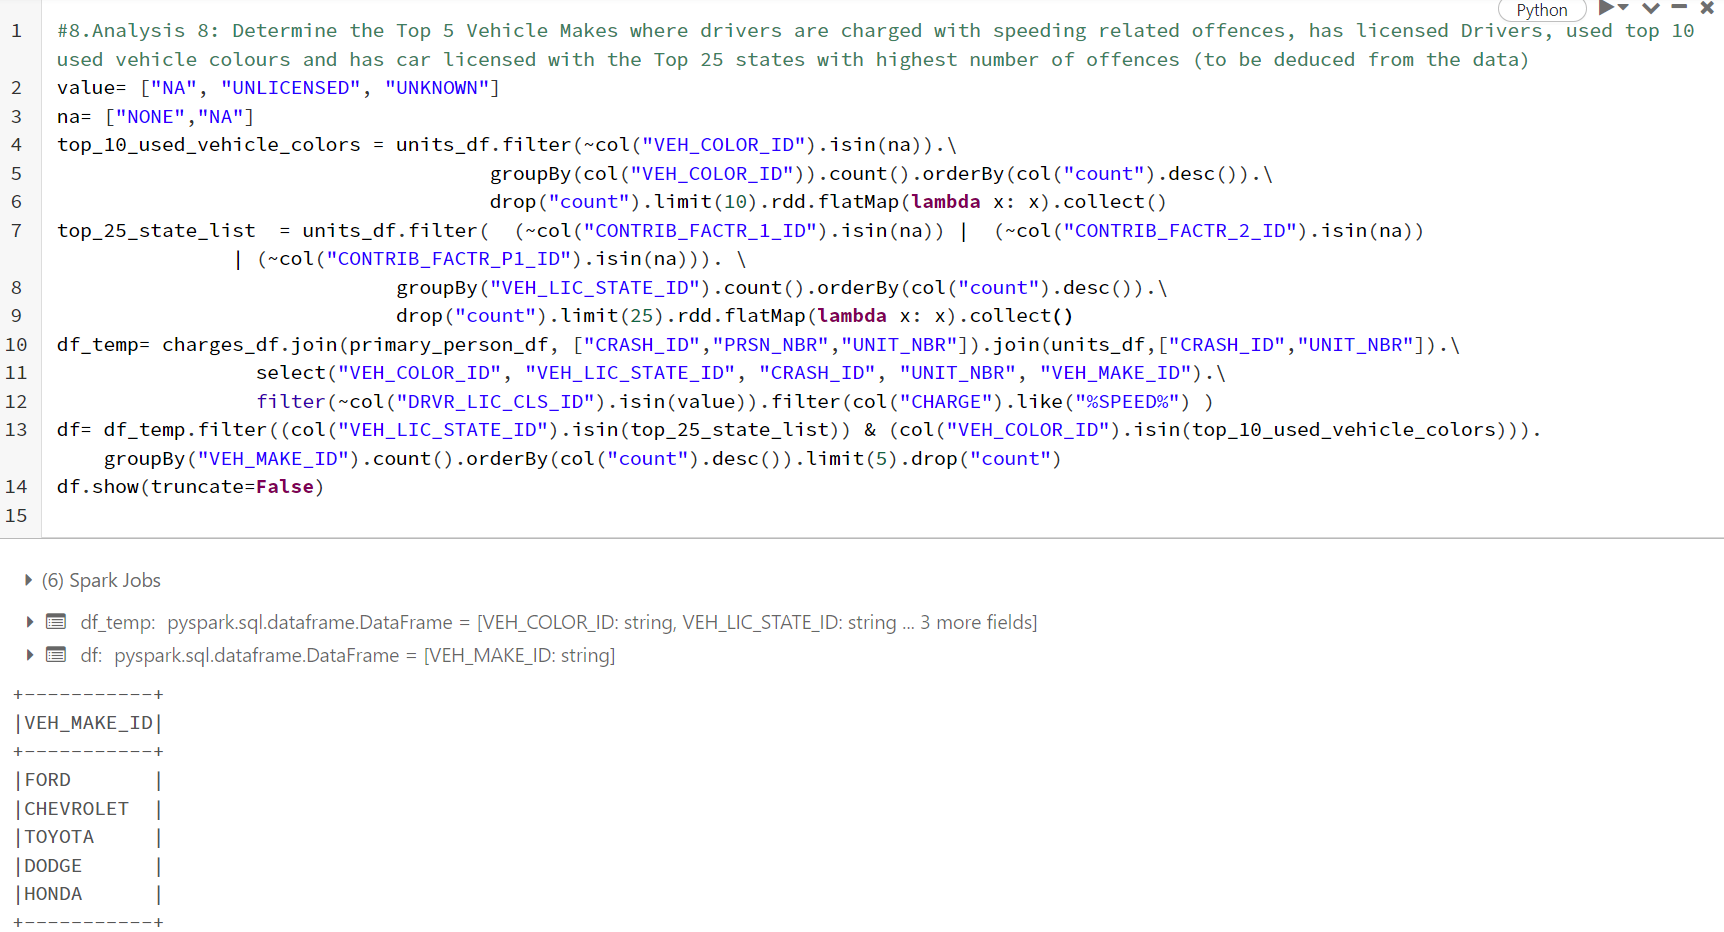 Python
1 #8.Analysis 8: Determine the Top 5 Vehicle Makes where drivers are charged with speeding related offences, has licensed Drivers, used top 10
used vehicle colours and has car licensed with the Top 25 states with highest number of offences (to be deduced from the data)
2 value= ["NA", "UNLICENSED", "UNKNOWN"]
3 na= ["NONE","NA"]
4 top_10_used_vehicle_colors = units_df.filter(~col("VEH_COLOR_ID").isin(na)).\
5 groupBy(col("VEH_COLOR_ID")).count().orderBy(col("count").desc()).\
6 drop("count").limit(10).rdd.flatMap(lambda x: x).collect()
7 top_25_state_list  = units_df.filter(  (~col("CONTRIB_FACTR_1_ID").isin(na)) |  (~col("CONTRIB_FACTR_2_ID").isin(na))
| (~col("CONTRIB_FACTR_P1_ID").isin(na))). \
8 groupBy("VEH_LIC_STATE_ID").count().orderBy(col("count").desc()).\
9 drop("count").limit(25).rdd.flatMap(lambda x: x).collect()
10 df_temp= charges_df.join(primary_person_df, ["CRASH_ID","PRSN_NBR","UNIT_NBR"]).join(units_df,["CRASH_ID","UNIT_NBR"]).\
11 select("VEH_COLOR_ID", "VEH_LIC_STATE_ID", "CRASH_ID", "UNIT_NBR", "VEH_MAKE_ID").\
12 filter(~col("DRVR_LIC_CLS_ID").isin(value)).filter(col("CHARGE").like("%SPEED%") )
13 df= df_temp.filter((col("VEH_LIC_STATE_ID").isin(top_25_state_list)) & (col("VEH_COLOR_ID").isin(top_10_used_vehicle_colors))).
groupBy("VEH_MAKE_ID").count().orderBy(col("count").desc()).limit(5).drop("count")
14 df.show(truncate=False)
15
(6) Spark Jobs
df_temp: pyspark.sql.dataframe.DataFrame = [VEH_COLOR_ID: string, VEH_LIC_STATE_ID: string ... 3 more fields]
df: pyspark.sql.dataframe.DataFrame = [VEH_MAKE_ID: string]
+-----------+
|VEH_MAKE_ID|
+-----------+
|FORD       |
|CHEVROLET  |
|TOYOTA     |
|DODGE      |
|HONDA      |
+-----------+